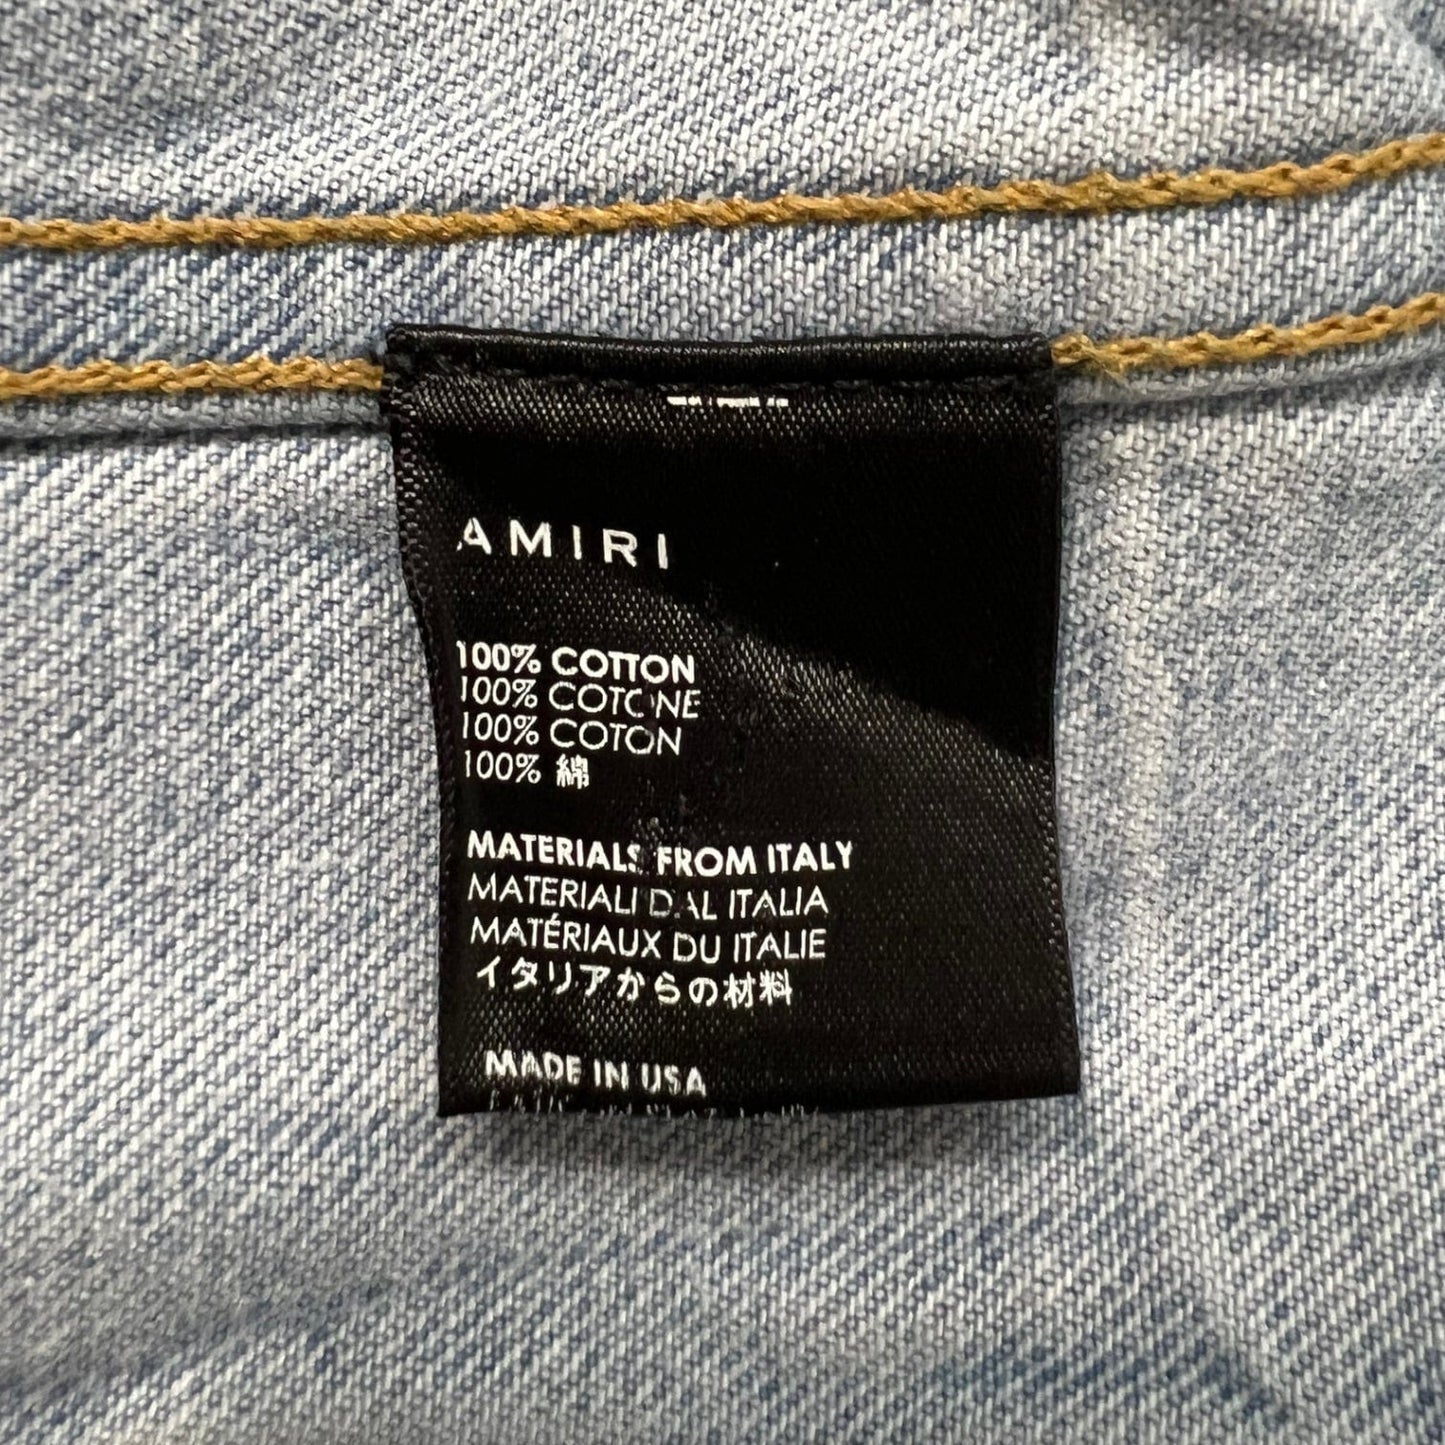 AMIRI
100% COTTON
100% COTONE
100% COTON
100% 綿
MATERIALS FROM ITALY
MATERIALI DAL ITALIA
MATÉRIAUX DU ITALIE
イタリアからの材料
MADE IN USA